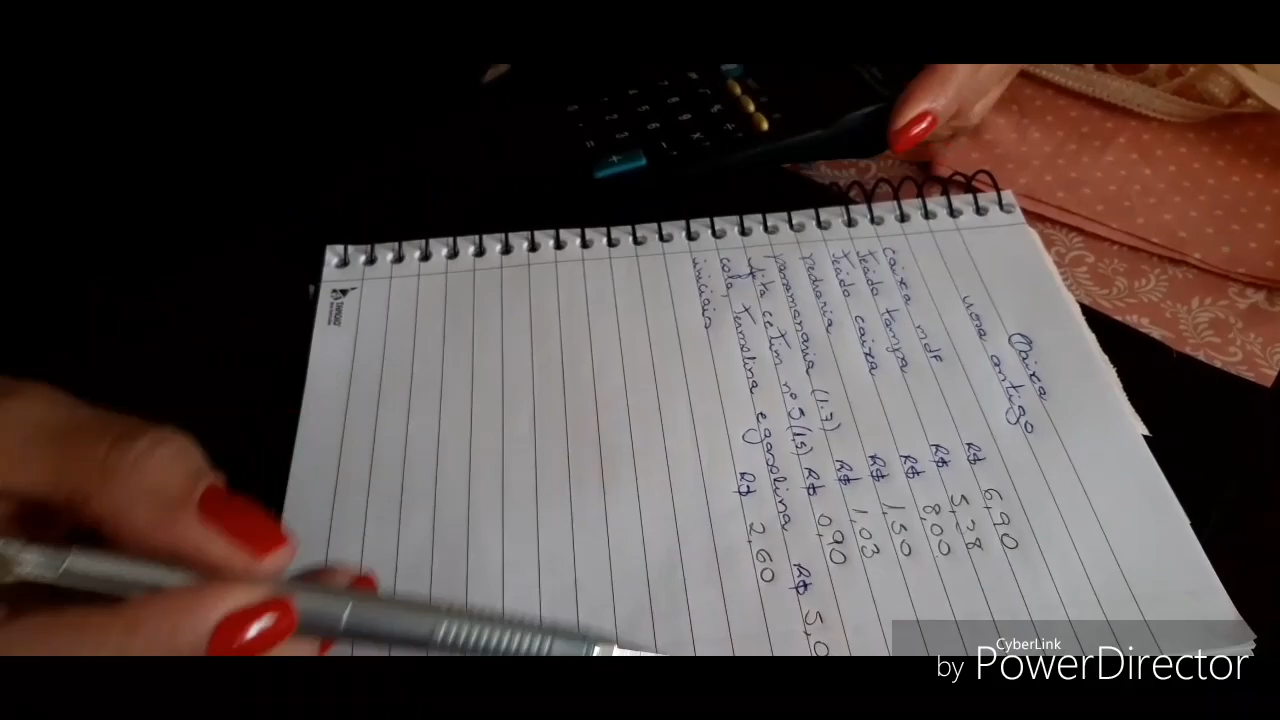 Caixa
rosa antigo
caixa mdf R$ 6,90
tecido tampa R$ 5,28
tecido caixa R$ 8,00
pedraria R$ 1,50
passamanaria (1.7) R$ 1,03
fita cetim nº 5 (1,5) R$ 0,90
cola, termolina e gasolina R$ 5,0
iniciais R$ 2,60
CyberLink
by PowerDirector